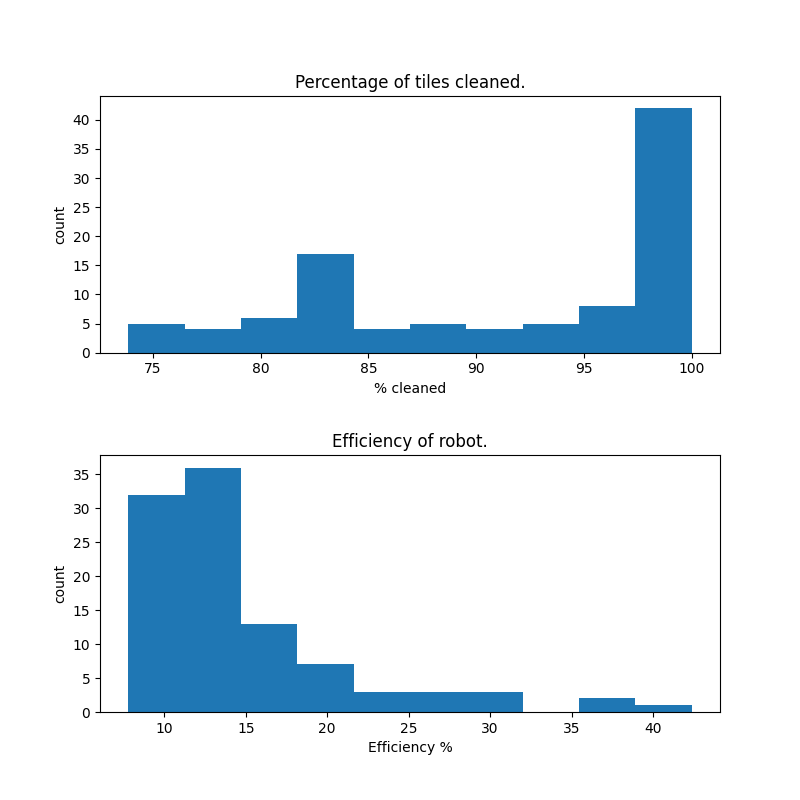 Percentage of tiles cleaned.
count
40
35
30
25
20
15
10
5
0
75 80 85 90 95 100
% cleaned
Efficiency of robot.
count
35
30
25
20
15
10
5
0
10 15 20 25 30 35 40
Efficiency %